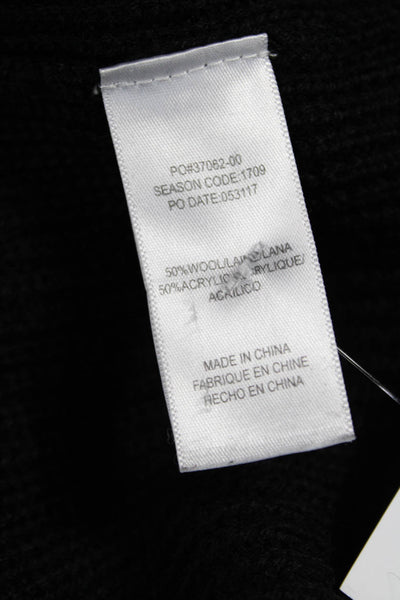 PO#37062-00
SEASON CODE:1709
PO DATE:053117
50%WOOL/LAINE/LANA
50%ACRYLIC/ACRYLIQUE/
ACRILICO
MADE IN CHINA
FABRIQUE EN CHINE
HECHO EN CHINA